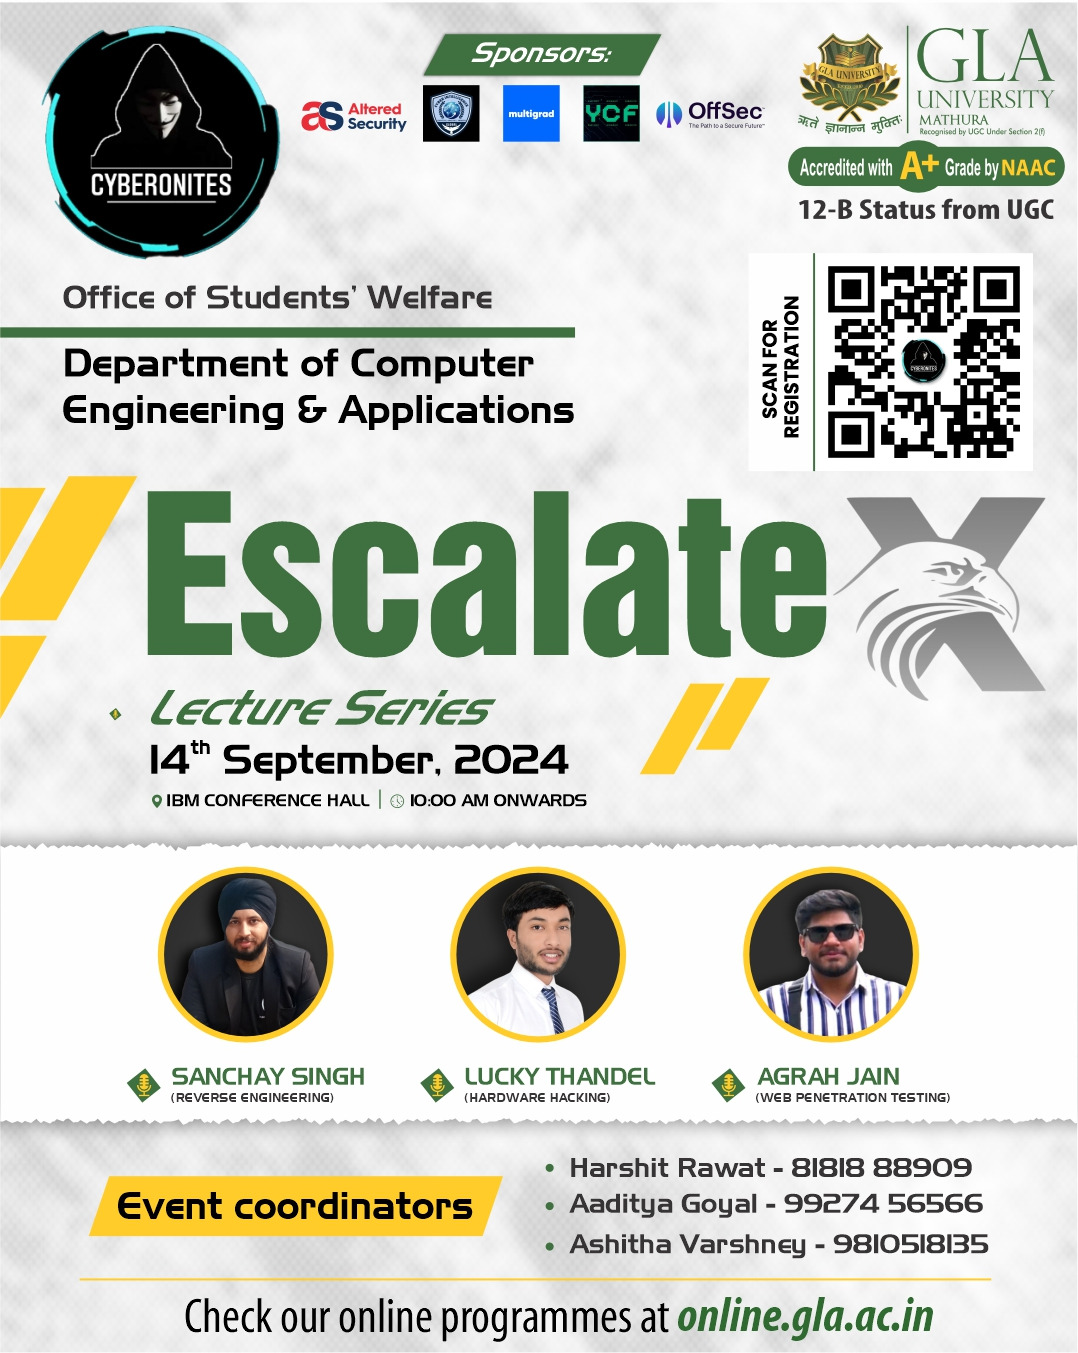 CYBERONITES
Sponsors:
Altered
Security
multigrad
YCF
OffSec
The Path to a Secure Future™
GLA UNIVERSITY
ऋते ज्ञानान्न मुक्तिः
GLA
UNIVERSITY
MATHURA
Recognised by UGC Under Section 2(f)
Accredited with A+ Grade by NAAC
12-B Status from UGC
Office of Students' Welfare
Department of Computer
Engineering & Applications
SCAN FOR
REGISTRATION
CYBERONITES
Escalate X
Lecture Series
14th September, 2024
IBM CONFERENCE HALL | 10:00 AM ONWARDS
SANCHAY SINGH
(REVERSE ENGINEERING)
LUCKY THANDEL
(HARDWARE HACKING)
AGRAH JAIN
(WEB PENETRATION TESTING)
Event coordinators
• Harshit Rawat - 81818 88909
• Aaditya Goyal - 99274 56566
• Ashitha Varshney - 9810518135
Check our online programmes at online.gla.ac.in